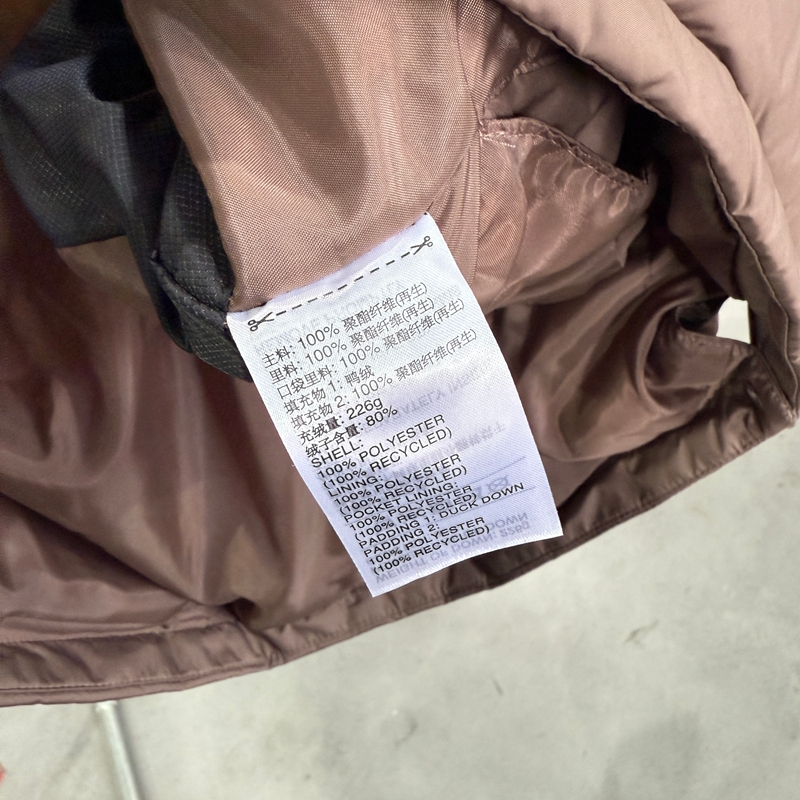 主料: 100% 聚酯纤维(再生)
里料: 100% 聚酯纤维(再生)
口袋里料: 100% 聚酯纤维(再生)
填充物 1: 鸭绒
填充物 2: 100% 聚酯纤维(再生)
充绒量: 226g
绒子含量: 80%
SHELL:
100% POLYESTER
(100% RECYCLED)
LINING:
100% POLYESTER
(100% RECYCLED)
POCKET LINING:
100% POLYESTER
(100% RECYCLED)
PADDING 1: DUCK DOWN
PADDING 2:
100% POLYESTER
(100% RECYCLED)